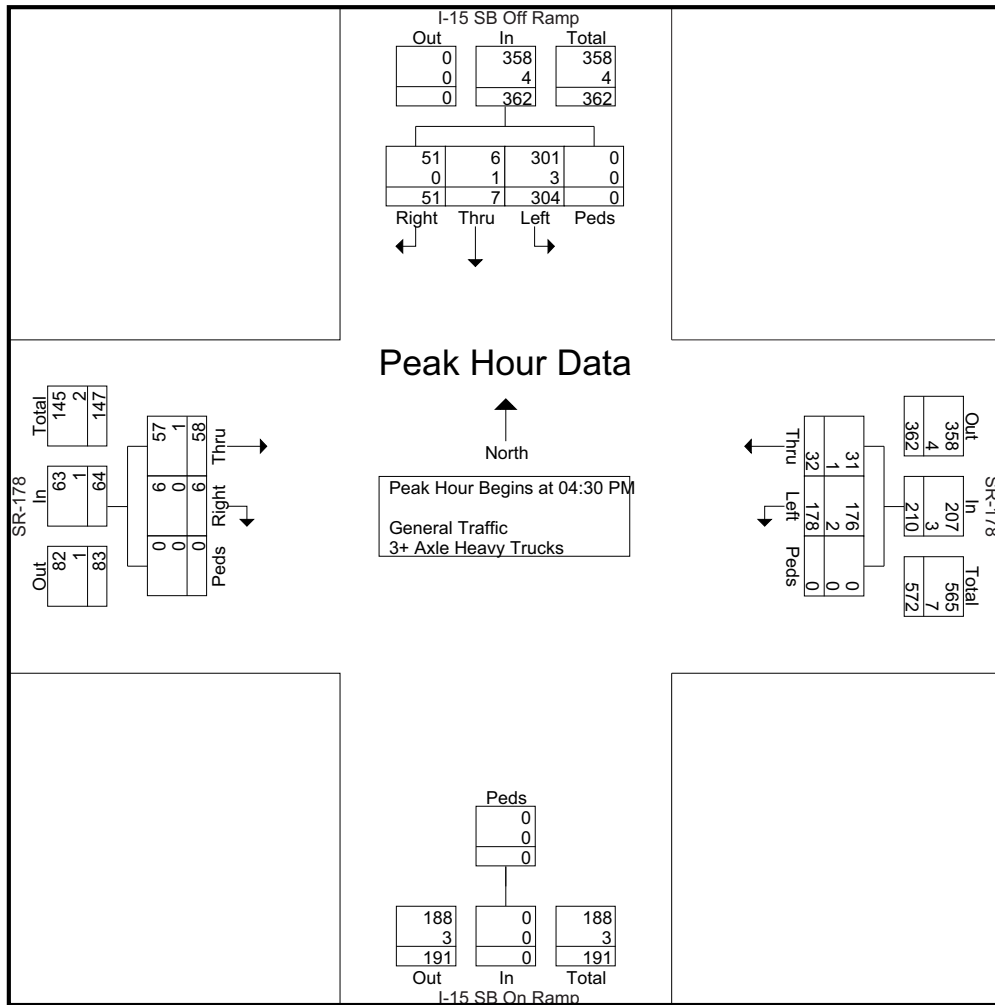 I-15 SB Off Ramp
Out In Total
0 358 358
0 4 4
0 362 362
51 6 301 0
0 1 3 0
51 7 304 0
Right Thru Left Peds
Peak Hour Data
North
Peak Hour Begins at 04:30 PM
General Traffic
3+ Axle Heavy Trucks
SR-178
Out In Total
82 63 145
1 1 2
83 64 147
Peds Right Thru
0 6 57
0 0 1
0 6 58
SR-178
Out In Total
358 207 565
4 3 7
362 210 572
31 176 0
1 2 0
32 178 0
Thru Left Peds
Peds
0
0
0
188 0 188
3 0 3
191 0 191
Out In Total
I-15 SB On Ramp